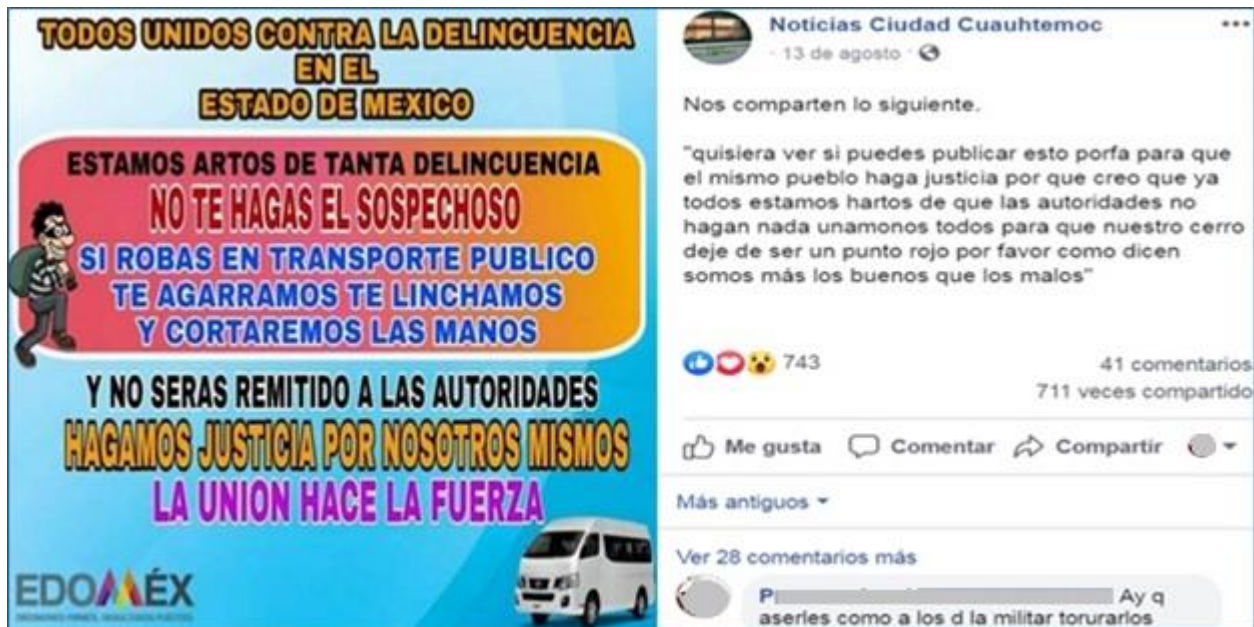 TODOS UNIDOS CONTRA LA DELINCUENCIA
EN EL
ESTADO DE MEXICO
ESTAMOS ARTOS DE TANTA DELINCUENCIA
NO TE HAGAS EL SOSPECHOSO
SI ROBAS EN TRANSPORTE PUBLICO
TE AGARRAMOS TE LINCHAMOS
Y CORTAREMOS LAS MANOS
Y NO SERAS REMITIDO A LAS AUTORIDADES
HAGAMOS JUSTICIA POR NOSOTROS MISMOS
LA UNION HACE LA FUERZA
EDOMÉX
Noticias Ciudad Cuauhtemoc
13 de agosto ·
Nos comparten lo siguiente.
"quisiera ver si puedes publicar esto porfa para que
el mismo pueblo haga justicia por que creo que ya
todos estamos hartos de que las autoridades no
hagan nada unamonos todos para que nuestro cerro
deje de ser un punto rojo por favor como dicen
somos más los buenos que los malos"
743
41 comentarios
711 veces compartido
Me gusta Comentar Compartir
Más antiguos
Ver 28 comentarios más
P Ay q
aserles como a los d la militar torurarlos